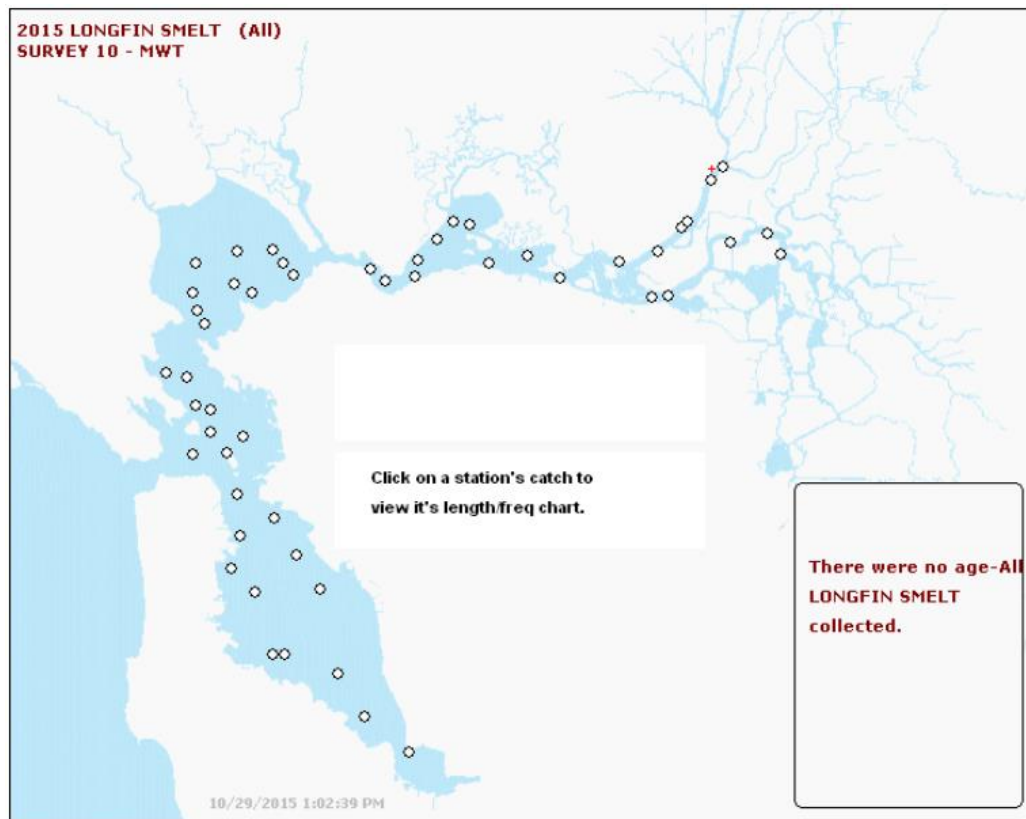 2015 LONGFIN SMELT (All)
SURVEY 10 - MWT
Click on a station's catch to
view it's length/freq chart.
There were no age-All
LONGFIN SMELT
collected.
10/29/2015 1:02:39 PM